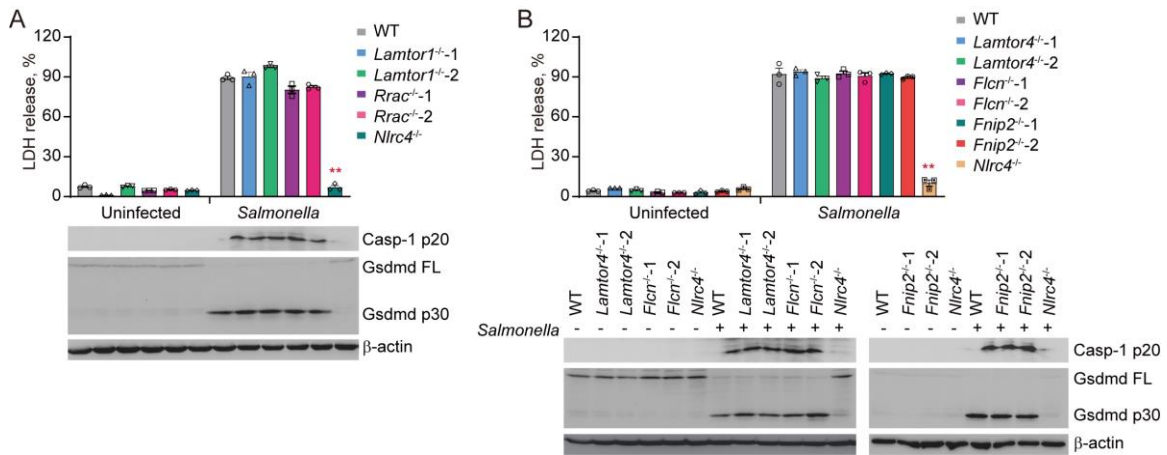 A
LDH release, %
120
90
60
30
0
Uninfected
Salmonella
**
WT
Lamtor1-/--1
Lamtor1-/--2
Rrac-/--1
Rrac-/--2
Nlrc4-/-
Casp-1 p20
Gsdmd FL
Gsdmd p30
β-actin
B
LDH release, %
120
90
60
30
0
Uninfected
Salmonella
**
WT
Lamtor4-/--1
Lamtor4-/--2
Flcn-/--1
Flcn-/--2
Fnip2-/--1
Fnip2-/--2
Nlrc4-/-
WT Lamtor4-/--1 Lamtor4-/--2 Flcn-/--1 Flcn-/--2 Nlrc4-/- WT Lamtor4-/--1 Lamtor4-/--2 Flcn-/--1 Flcn-/--2 Nlrc4-/- WT Fnip2-/--1 Fnip2-/--2 Nlrc4-/- WT Fnip2-/--1 Fnip2-/--2 Nlrc4-/-
Salmonella - - - - - - + + + + + + - - - - + + + +
Casp-1 p20
Gsdmd FL
Gsdmd p30
β-actin